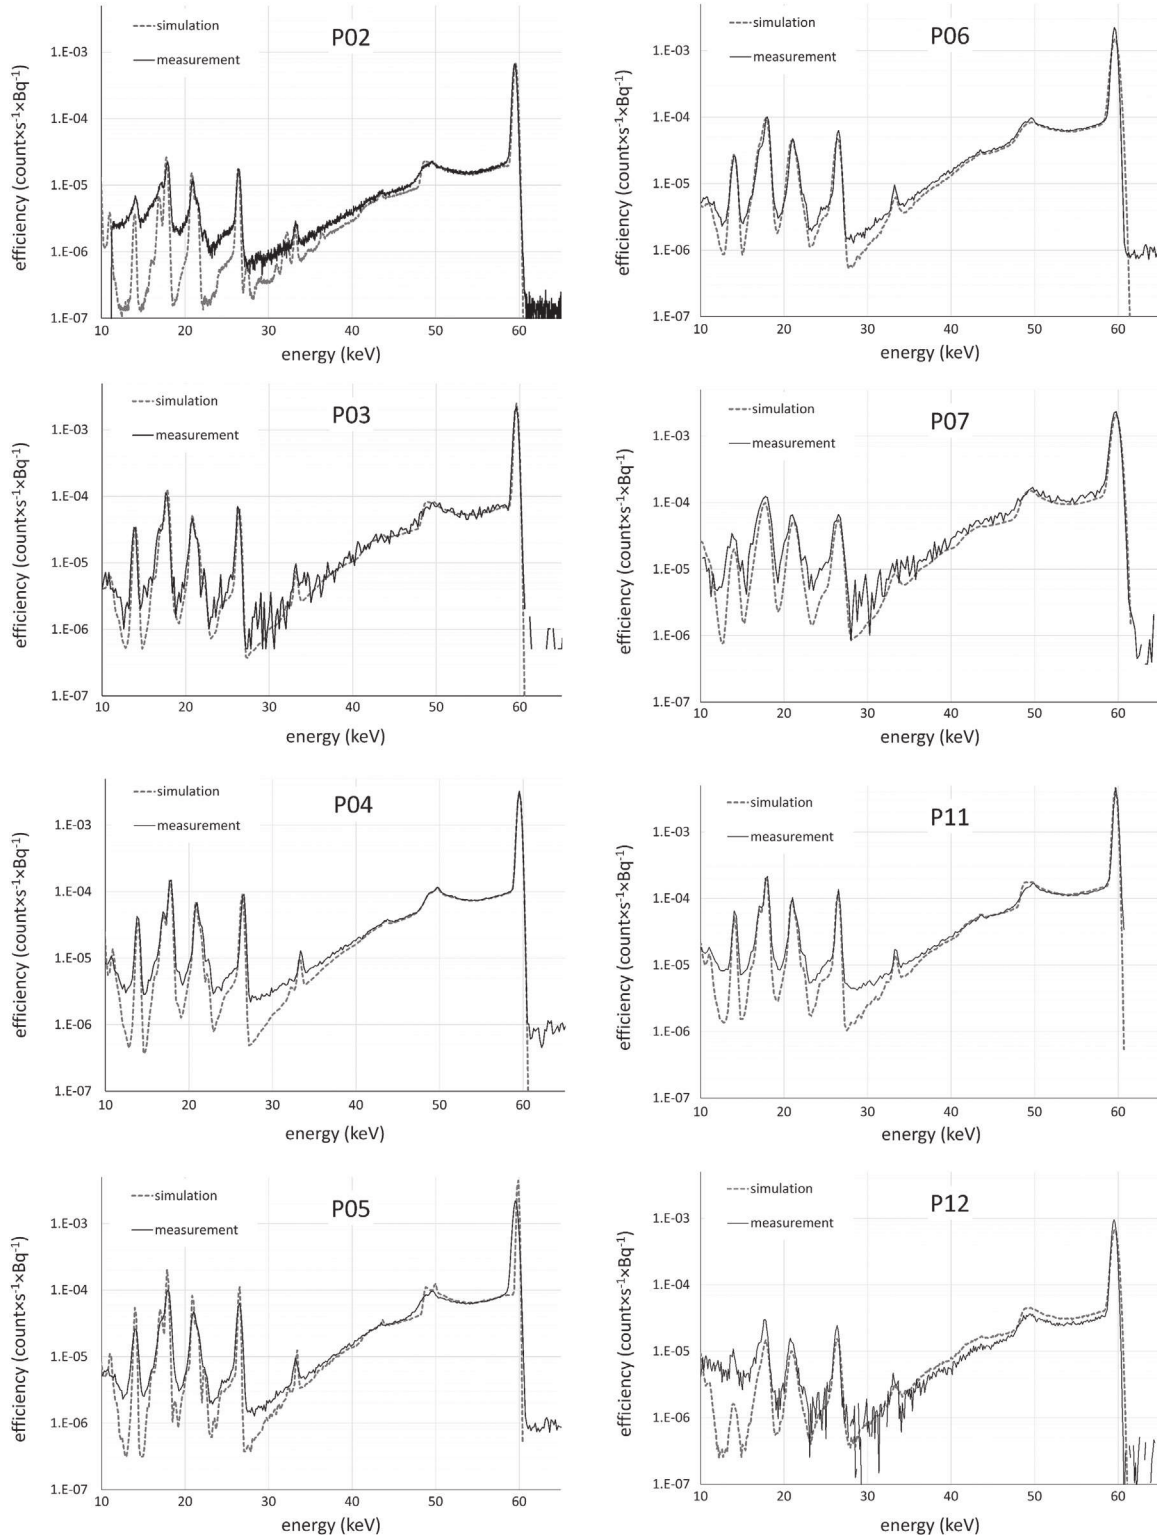 simulation
measurement
P02
efficiency (count×s⁻¹×Bq⁻¹)
1.E-03
1.E-04
1.E-05
1.E-06
1.E-07
10 20 30 40 50 60
energy (keV)
simulation
measurement
P06
efficiency (count×s⁻¹×Bq⁻¹)
1.E-03
1.E-04
1.E-05
1.E-06
1.E-07
10 20 30 40 50 60
energy (keV)
simulation
measurement
P03
efficiency (count×s⁻¹×Bq⁻¹)
1.E-03
1.E-04
1.E-05
1.E-06
1.E-07
10 20 30 40 50 60
energy (keV)
simulation
measurement
P07
efficiency (count×s⁻¹×Bq⁻¹)
1.E-03
1.E-04
1.E-05
1.E-06
1.E-07
10 20 30 40 50 60
energy (keV)
simulation
measurement
P04
efficiency (count×s⁻¹×Bq⁻¹)
1.E-03
1.E-04
1.E-05
1.E-06
1.E-07
10 20 30 40 50 60
energy (keV)
simulation
measurement
P11
efficiency (count×s⁻¹×Bq⁻¹)
1.E-03
1.E-04
1.E-05
1.E-06
1.E-07
10 20 30 40 50 60
energy (keV)
simulation
measurement
P05
efficiency (count×s⁻¹×Bq⁻¹)
1.E-03
1.E-04
1.E-05
1.E-06
1.E-07
10 20 30 40 50 60
energy (keV)
simulation
measurement
P12
efficiency (count×s⁻¹×Bq⁻¹)
1.E-03
1.E-04
1.E-05
1.E-06
1.E-07
10 20 30 40 50 60
energy (keV)